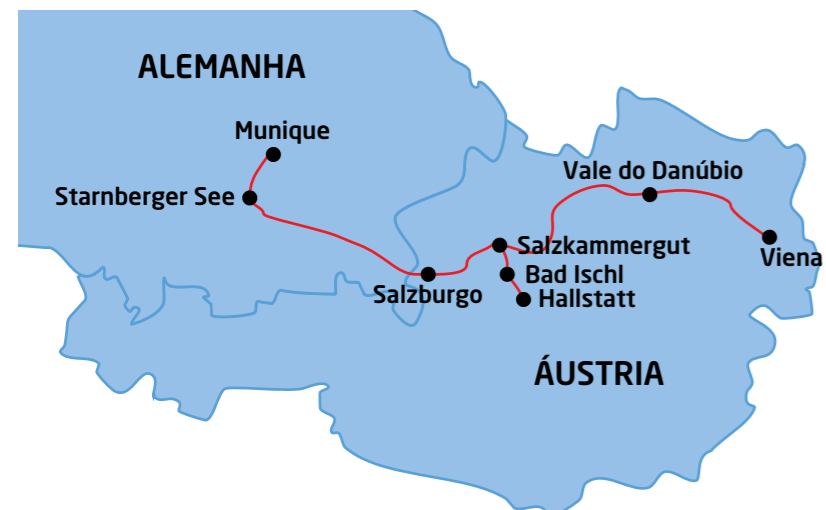 ALEMANHA
Munique
Vale do Danúbio
Starnberger See
Salzkammergut
Viena
Bad Ischl
Salzburgo
Hallstatt
ÁUSTRIA